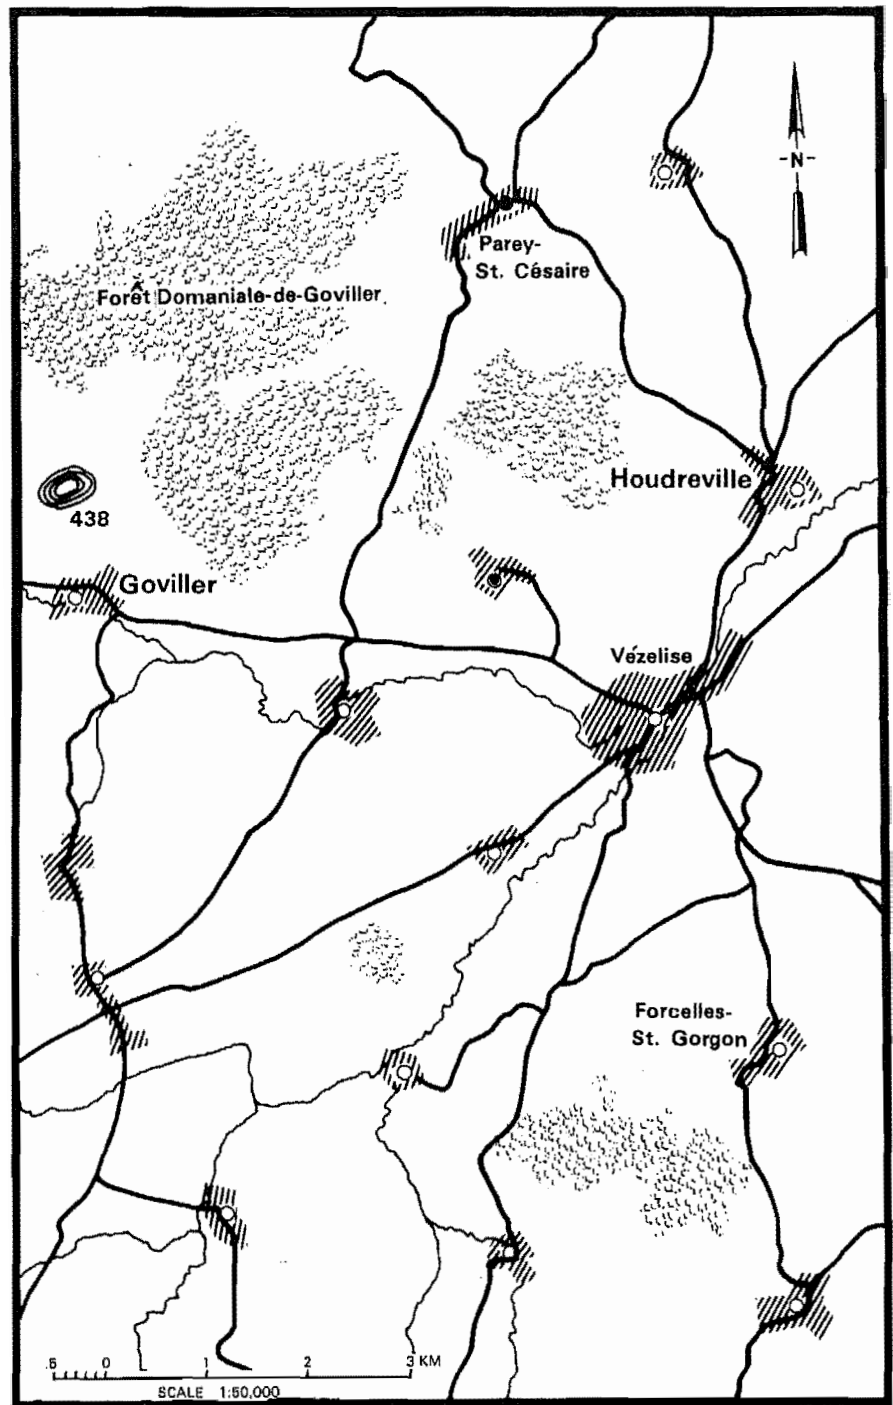 -N-
Parey-
St. Césaire
Forêt Domaniale-de-Goviller
Houdreville
438
Goviller
Vézelise
Forcelles-
St. Gorgon
.5 0 1 2 3 KM
SCALE 1:50,000